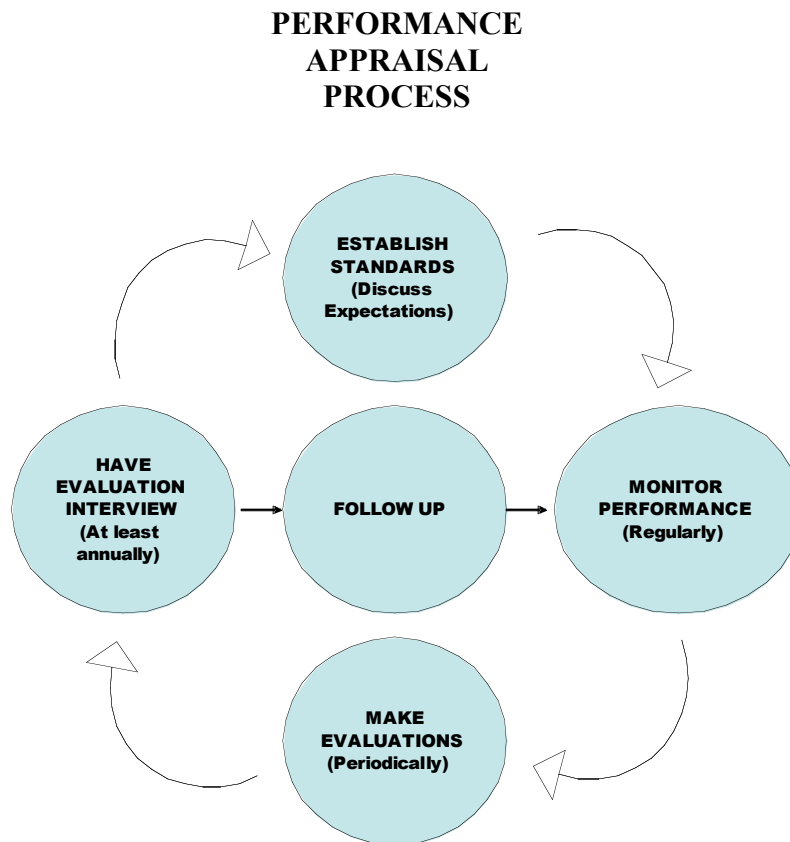 PERFORMANCE
APPRAISAL
PROCESS
ESTABLISH
STANDARDS
(Discuss
Expectations)
HAVE
EVALUATION
INTERVIEW
(At least
annually)
FOLLOW UP
MONITOR
PERFORMANCE
(Regularly)
MAKE
EVALUATIONS
(Periodically)